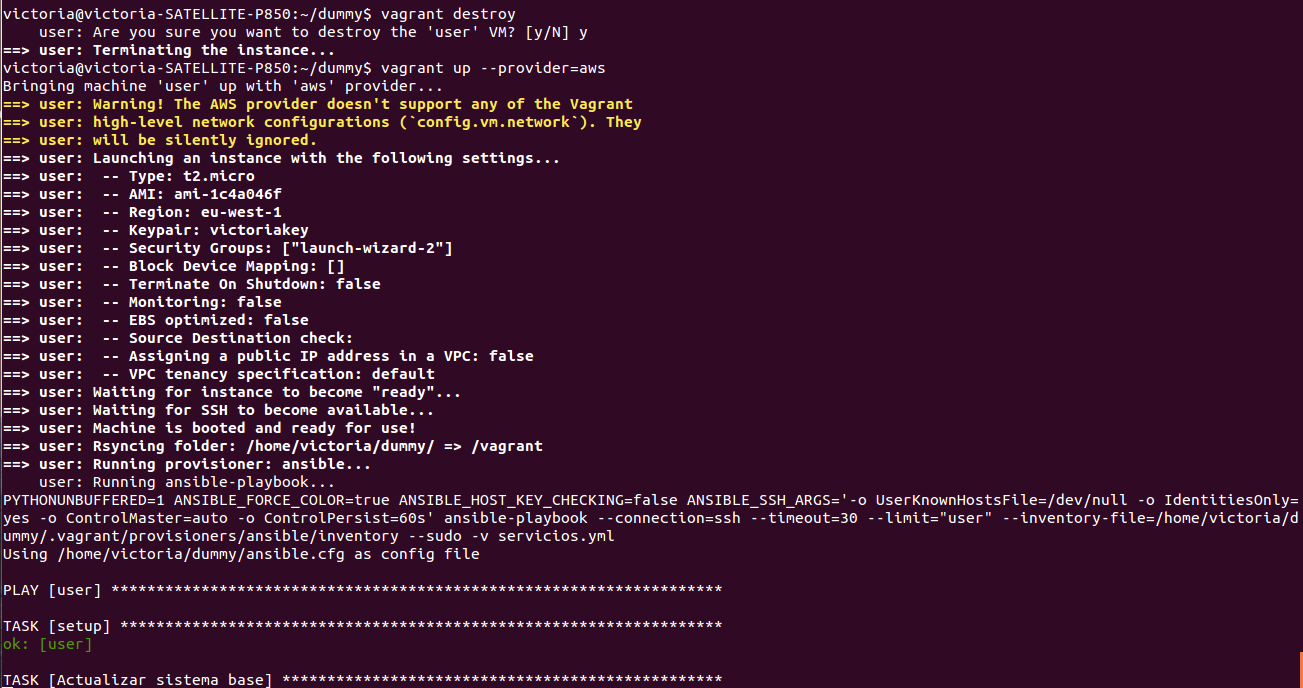 victoria@victoria-SATELLITE-P850:~/dummy$ vagrant destroy
    user: Are you sure you want to destroy the 'user' VM? [y/N] y
==> user: Terminating the instance...
victoria@victoria-SATELLITE-P850:~/dummy$ vagrant up --provider=aws
Bringing machine 'user' up with 'aws' provider...
==> user: Warning! The AWS provider doesn't support any of the Vagrant
==> user: high-level network configurations (`config.vm.network`). They
==> user: will be silently ignored.
==> user: Launching an instance with the following settings...
==> user:  -- Type: t2.micro
==> user:  -- AMI: ami-1c4a046f
==> user:  -- Region: eu-west-1
==> user:  -- Keypair: victoriakey
==> user:  -- Security Groups: ["launch-wizard-2"]
==> user:  -- Block Device Mapping: []
==> user:  -- Terminate On Shutdown: false
==> user:  -- Monitoring: false
==> user:  -- EBS optimized: false
==> user:  -- Source Destination check:
==> user:  -- Assigning a public IP address in a VPC: false
==> user:  -- VPC tenancy specification: default
==> user: Waiting for instance to become "ready"...
==> user: Waiting for SSH to become available...
==> user: Machine is booted and ready for use!
==> user: Rsyncing folder: /home/victoria/dummy/ => /vagrant
==> user: Running provisioner: ansible...
    user: Running ansible-playbook...
PYTHONUNBUFFERED=1 ANSIBLE_FORCE_COLOR=true ANSIBLE_HOST_KEY_CHECKING=false ANSIBLE_SSH_ARGS='-o UserKnownHostsFile=/dev/null -o IdentitiesOnly=
yes -o ControlMaster=auto -o ControlPersist=60s' ansible-playbook --connection=ssh --timeout=30 --limit="user" --inventory-file=/home/victoria/d
ummy/.vagrant/provisioners/ansible/inventory --sudo -v servicios.yml
Using /home/victoria/dummy/ansible.cfg as config file
PLAY [user] ********************************************************************
TASK [setup] *******************************************************************
ok: [user]
TASK [Actualizar sistema base] *************************************************